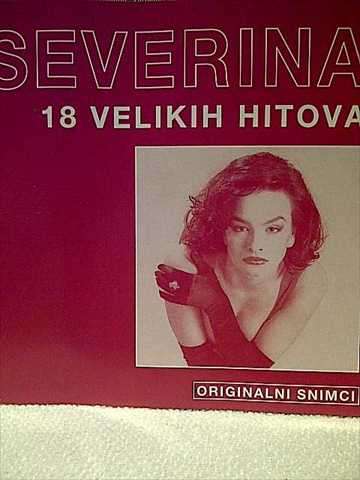 SEVERINA
18 VELIKIH HITOVA
ORIGINALNI SNIMCI